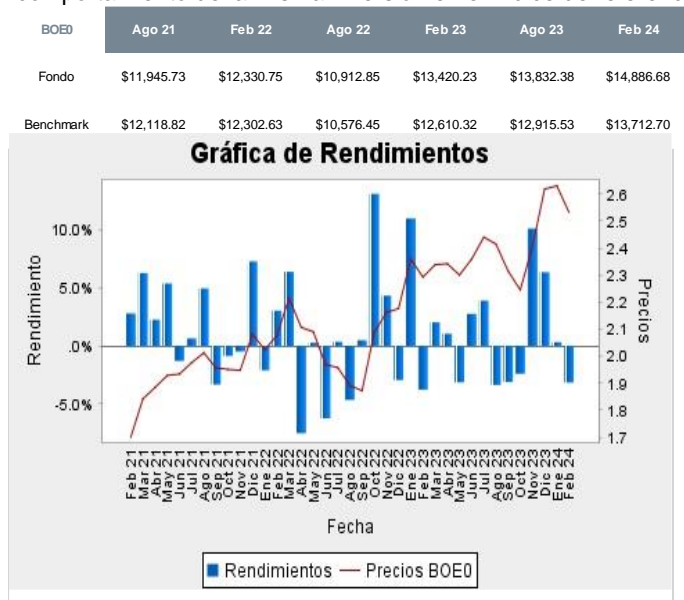 BOE0 Ago 21 Feb 22 Ago 22 Feb 23 Ago 23 Feb 24
Fondo $11,945.73 $12,330.75 $10,912.85 $13,420.23 $13,832.38 $14,886.68
Benchmark $12,118.82 $12,302.63 $10,576.45 $12,610.32 $12,915.53 $13,712.70
Gráfica de Rendimientos
Rendimiento
10.0%
5.0%
.0%
-5.0%
2.6
2.5
2.4
2.3
2.2
2.1
2.0
1.9
1.8
1.7
Precios
Feb 21 Mar 21 Abr 21 May 21 Jun 21 Jul 21 Ago 21 Sep 21 Oct 21 Nov 21 Dic 21 Ene 22 Feb 22 Mar 22 Abr 22 May 22 Jun 22 Jul 22 Ago 22 Sep 22 Oct 22 Nov 22 Dic 22 Ene 23 Feb 23 Mar 23 Abr 23 May 23 Jun 23 Jul 23 Ago 23 Sep 23 Oct 23 Nov 23 Dic 23 Ene 24 Feb 24
Fecha
Rendimientos Precios BOE0